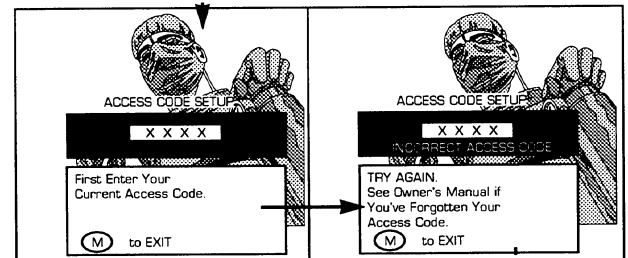 ACCESS CODE SETUP
X X X X
First Enter Your
Current Access Code.
M to EXIT
ACCESS CODE SETUP
X X X X
INCORRECT ACCESS CODE
TRY AGAIN.
See Owner's Manual if
You've Forgotten Your
Access Code.
M to EXIT